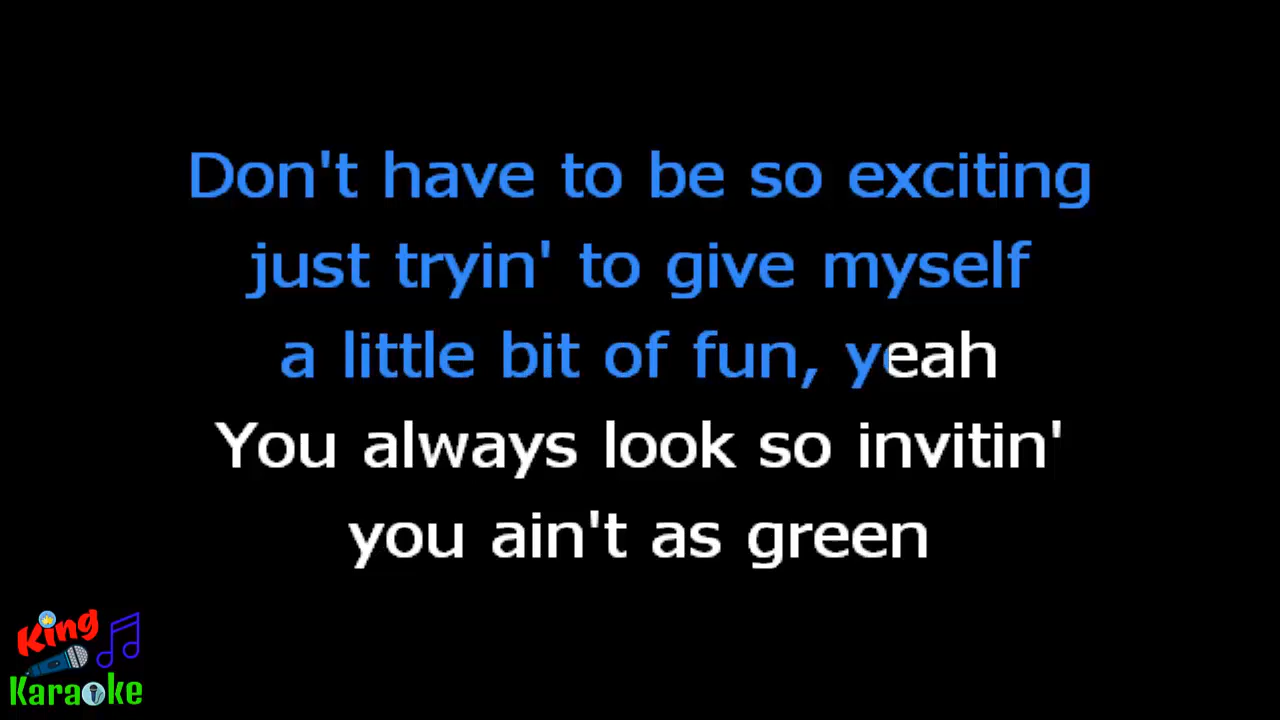 Don't have to be so exciting
just tryin' to give myself
a little bit of fun, yeah
You always look so invitin'
you ain't as green
King
Karaoke